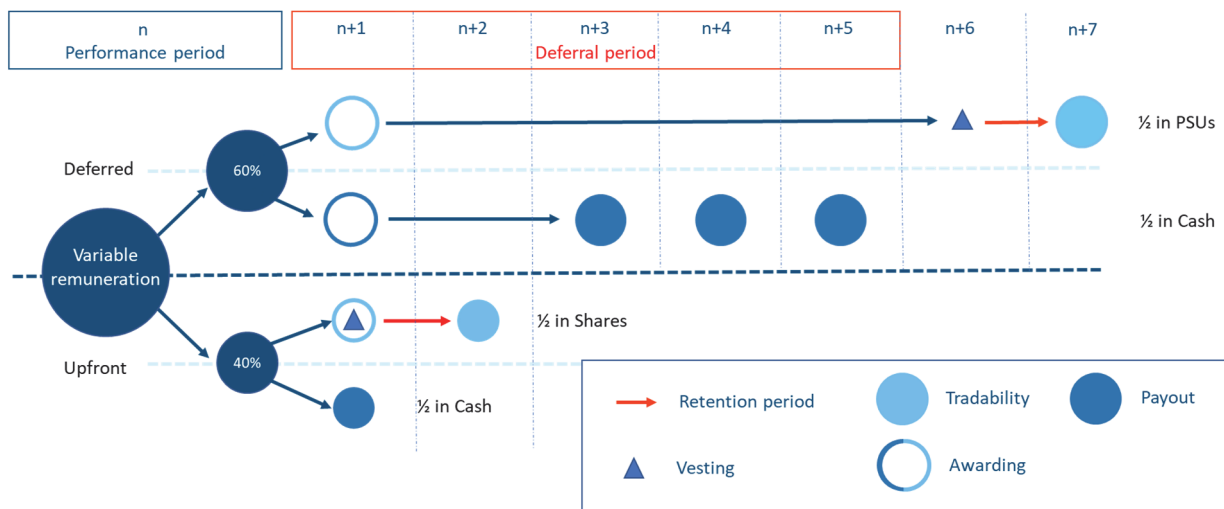 n
Performance period
n+1
n+2
n+3
n+4
n+5
n+6
n+7
Deferral period
½ in PSUs
Deferred
60%
½ in Cash
Variable
remuneration
½ in Shares
Upfront
40%
½ in Cash
Retention period
Tradability
Payout
Vesting
Awarding